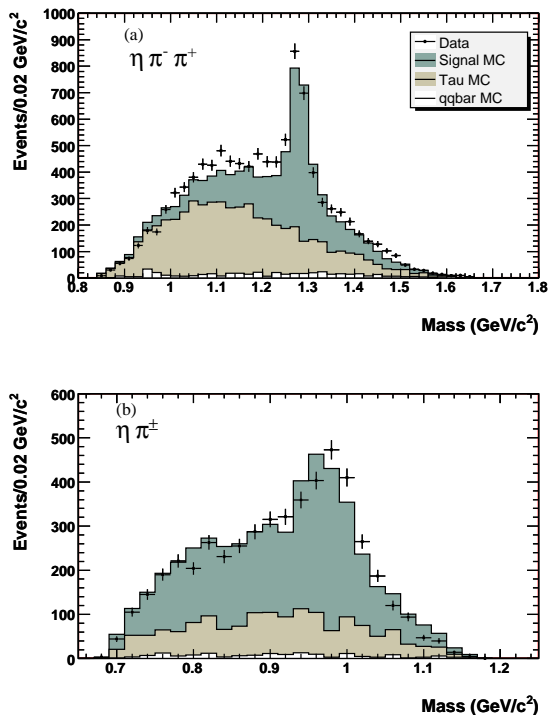 (a)
η π⁻ π⁺
Data
Signal MC
Tau MC
qqbar MC
Events/0.02 GeV/c²
1000
900
800
700
600
500
400
300
200
100
0
0.8 0.9 1 1.1 1.2 1.3 1.4 1.5 1.6 1.7 1.8
Mass (GeV/c²)
(b)
η π±
Events/0.02 GeV/c²
600
500
400
300
200
100
0
0.7 0.8 0.9 1 1.1 1.2
Mass (GeV/c²)